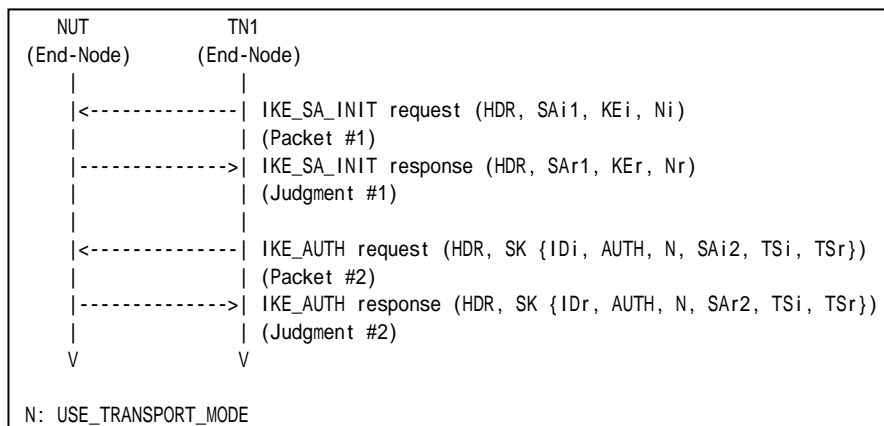 NUT TN1
(End-Node) (End-Node)
| |
|<--------------| IKE_SA_INIT request (HDR, SAi1, KEi, Ni)
| | (Packet #1)
|-------------->| IKE_SA_INIT response (HDR, SAr1, KEr, Nr)
| | (Judgment #1)
| |
|<--------------| IKE_AUTH request (HDR, SK {IDi, AUTH, N, SAi2, TSi, TSr})
| | (Packet #2)
|-------------->| IKE_AUTH response (HDR, SK {IDr, AUTH, N, SAr2, TSi, TSr})
| | (Judgment #2)
V V
N: USE_TRANSPORT_MODE